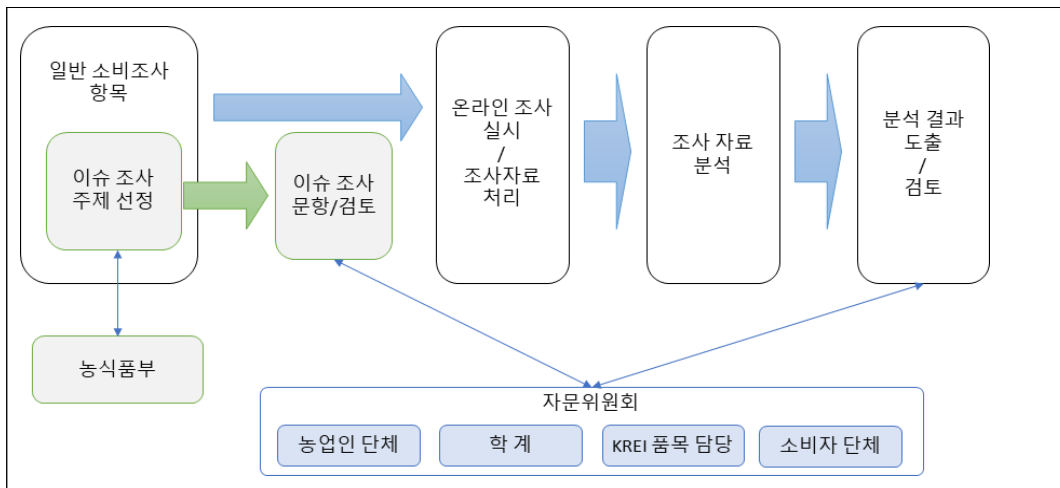 일반 소비조사
항목
이슈 조사
주제 선정
이슈 조사
문항/검토
온라인 조사
실시
/
조사자료
처리
조사 자료
분석
분석 결과
도출
/
검토
농식품부
자문위원회
농업인 단체
학 계
KREI 품목 담당
소비자 단체